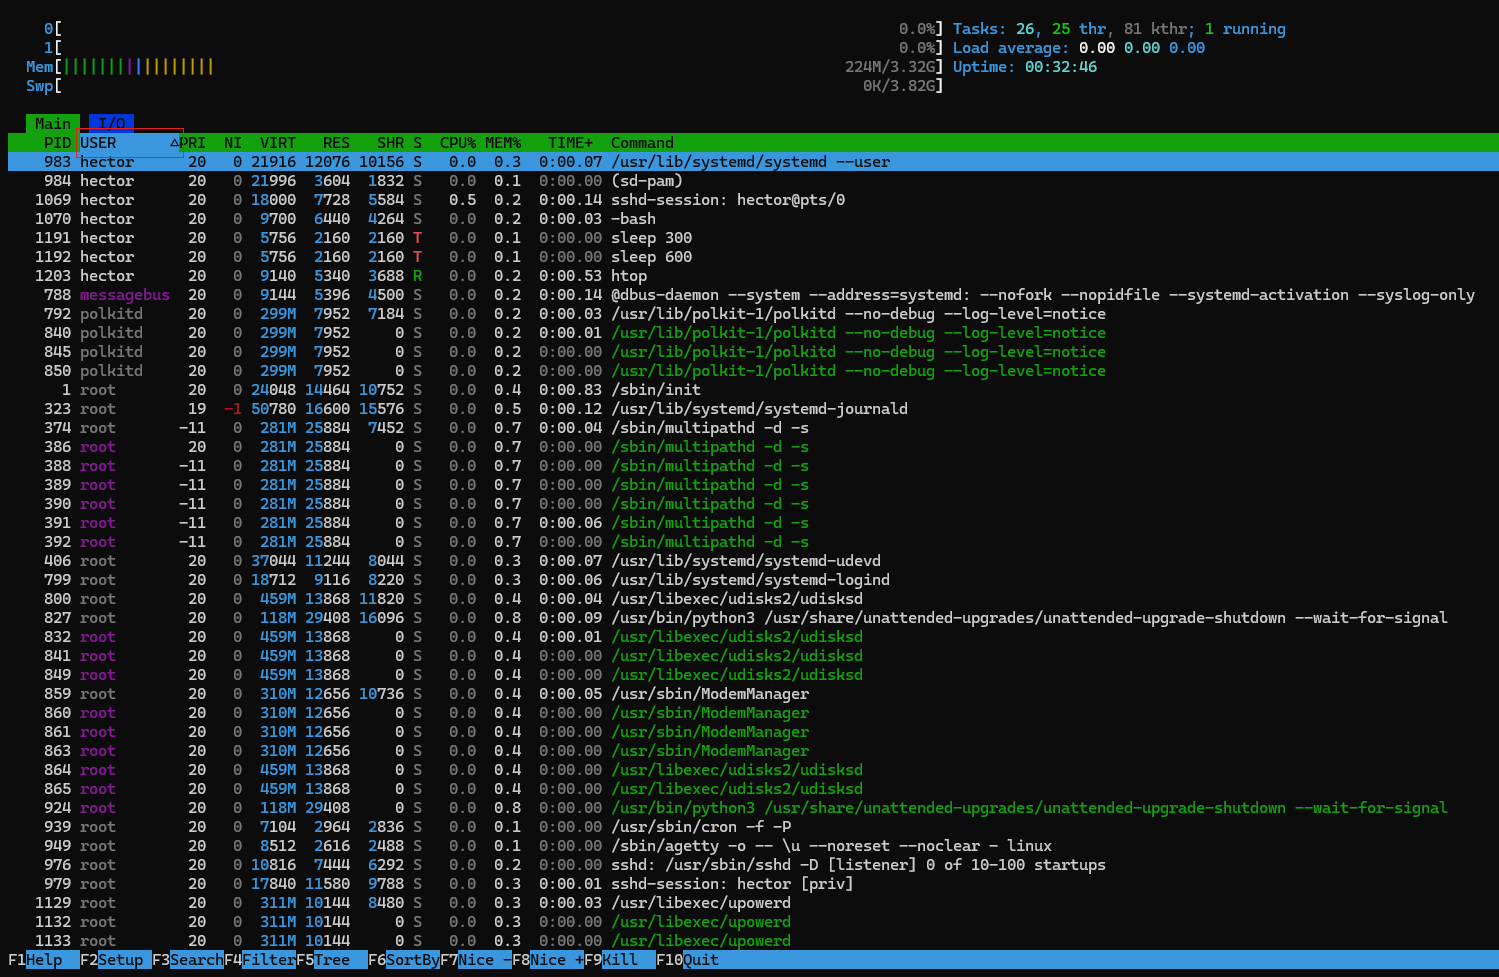 0[ 0.0%] Tasks: 26, 25 thr, 81 kthr; 1 running
1[ 0.0%] Load average: 0.00 0.00 0.00
Mem[||||||||||||||||| 224M/3.32G] Uptime: 00:32:46
Swp[ 0K/3.82G]
Main I/O
PID USER △PRI NI VIRT RES SHR S CPU% MEM% TIME+ Command
983 hector 20 0 21916 12076 10156 S 0.0 0.3 0:00.07 /usr/lib/systemd/systemd --user
984 hector 20 0 21996 3604 1832 S 0.0 0.1 0:00.00 (sd-pam)
1069 hector 20 0 18000 7728 5584 S 0.5 0.2 0:00.14 sshd-session: hector@pts/0
1070 hector 20 0 9700 6440 4264 S 0.0 0.2 0:00.03 -bash
1191 hector 20 0 5756 2160 2160 T 0.0 0.1 0:00.00 sleep 300
1192 hector 20 0 5756 2160 2160 T 0.0 0.1 0:00.00 sleep 600
1203 hector 20 0 9140 5340 3688 R 0.0 0.2 0:00.53 htop
788 messagebus 20 0 9144 5396 4500 S 0.0 0.2 0:00.14 @dbus-daemon --system --address=systemd: --nofork --nopidfile --systemd-activation --syslog-only
792 polkitd 20 0 299M 7952 7184 S 0.0 0.2 0:00.03 /usr/lib/polkit-1/polkitd --no-debug --log-level=notice
840 polkitd 20 0 299M 7952 0 S 0.0 0.2 0:00.01 /usr/lib/polkit-1/polkitd --no-debug --log-level=notice
845 polkitd 20 0 299M 7952 0 S 0.0 0.2 0:00.00 /usr/lib/polkit-1/polkitd --no-debug --log-level=notice
850 polkitd 20 0 299M 7952 0 S 0.0 0.2 0:00.00 /usr/lib/polkit-1/polkitd --no-debug --log-level=notice
1 root 20 0 24048 14464 10752 S 0.0 0.4 0:00.83 /sbin/init
323 root 19 -1 50780 16600 15576 S 0.0 0.5 0:00.12 /usr/lib/systemd/systemd-journald
374 root -11 0 281M 25884 7452 S 0.0 0.7 0:00.04 /sbin/multipathd -d -s
386 root 20 0 281M 25884 0 S 0.0 0.7 0:00.00 /sbin/multipathd -d -s
388 root -11 0 281M 25884 0 S 0.0 0.7 0:00.00 /sbin/multipathd -d -s
389 root -11 0 281M 25884 0 S 0.0 0.7 0:00.00 /sbin/multipathd -d -s
390 root -11 0 281M 25884 0 S 0.0 0.7 0:00.00 /sbin/multipathd -d -s
391 root -11 0 281M 25884 0 S 0.0 0.7 0:00.06 /sbin/multipathd -d -s
392 root -11 0 281M 25884 0 S 0.0 0.7 0:00.00 /sbin/multipathd -d -s
406 root 20 0 37044 11244 8044 S 0.0 0.3 0:00.07 /usr/lib/systemd/systemd-udevd
799 root 20 0 18712 9116 8220 S 0.0 0.3 0:00.06 /usr/lib/systemd/systemd-logind
800 root 20 0 459M 13868 11820 S 0.0 0.4 0:00.04 /usr/libexec/udisks2/udisksd
827 root 20 0 118M 29408 16096 S 0.0 0.8 0:00.09 /usr/bin/python3 /usr/share/unattended-upgrades/unattended-upgrade-shutdown --wait-for-signal
832 root 20 0 459M 13868 0 S 0.0 0.4 0:00.01 /usr/libexec/udisks2/udisksd
841 root 20 0 459M 13868 0 S 0.0 0.4 0:00.00 /usr/libexec/udisks2/udisksd
849 root 20 0 459M 13868 0 S 0.0 0.4 0:00.00 /usr/libexec/udisks2/udisksd
859 root 20 0 310M 12656 10736 S 0.0 0.4 0:00.05 /usr/sbin/ModemManager
860 root 20 0 310M 12656 0 S 0.0 0.4 0:00.00 /usr/sbin/ModemManager
861 root 20 0 310M 12656 0 S 0.0 0.4 0:00.00 /usr/sbin/ModemManager
863 root 20 0 310M 12656 0 S 0.0 0.4 0:00.00 /usr/sbin/ModemManager
864 root 20 0 459M 13868 0 S 0.0 0.4 0:00.00 /usr/libexec/udisks2/udisksd
865 root 20 0 459M 13868 0 S 0.0 0.4 0:00.00 /usr/libexec/udisks2/udisksd
924 root 20 0 118M 29408 0 S 0.0 0.8 0:00.00 /usr/bin/python3 /usr/share/unattended-upgrades/unattended-upgrade-shutdown --wait-for-signal
939 root 20 0 7104 2964 2836 S 0.0 0.1 0:00.00 /usr/sbin/cron -f -P
949 root 20 0 8512 2616 2488 S 0.0 0.1 0:00.00 /sbin/agetty -o -- \u --noreset --noclear - linux
976 root 20 0 10816 7444 6292 S 0.0 0.2 0:00.00 sshd: /usr/sbin/sshd -D [listener] 0 of 10-100 startups
979 root 20 0 17840 11580 9788 S 0.0 0.3 0:00.01 sshd-session: hector [priv]
1129 root 20 0 311M 10144 8480 S 0.0 0.3 0:00.03 /usr/libexec/upowerd
1132 root 20 0 311M 10144 0 S 0.0 0.3 0:00.00 /usr/libexec/upowerd
1133 root 20 0 311M 10144 0 S 0.0 0.3 0:00.00 /usr/libexec/upowerd
F1Help F2Setup F3SearchF4FilterF5Tree F6SortByF7Nice -F8Nice +F9Kill F10Quit